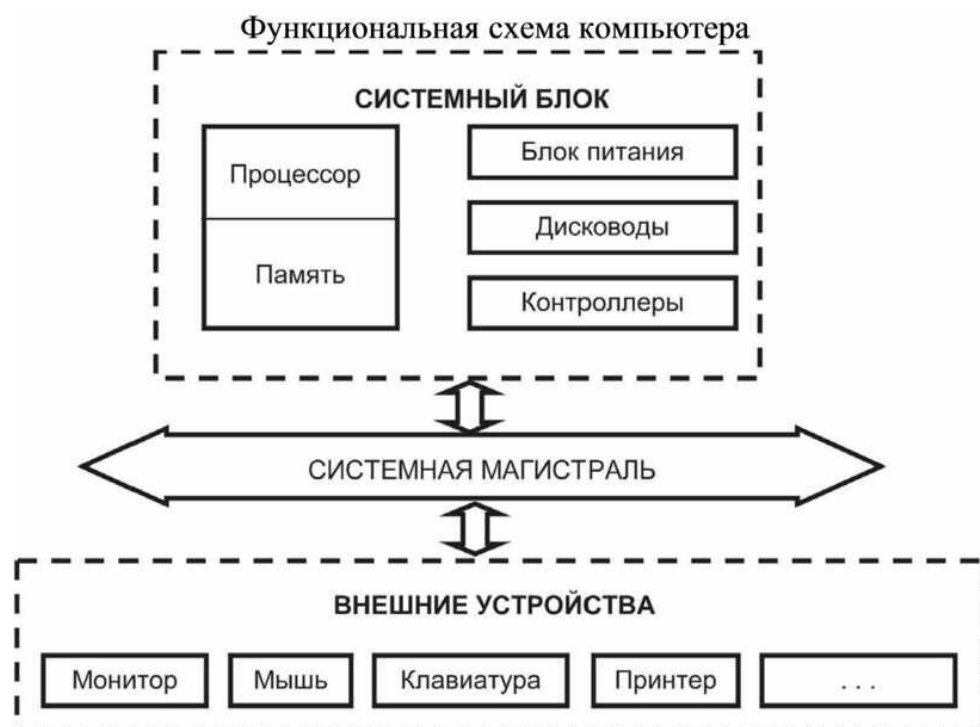 Функциональная схема компьютера
СИСТЕМНЫЙ БЛОК
Процессор
Память
Блок питания
Дисководы
Контроллеры
СИСТЕМНАЯ МАГИСТРАЛЬ
ВНЕШНИЕ УСТРОЙСТВА
Монитор
Мышь
Клавиатура
Принтер
. . .